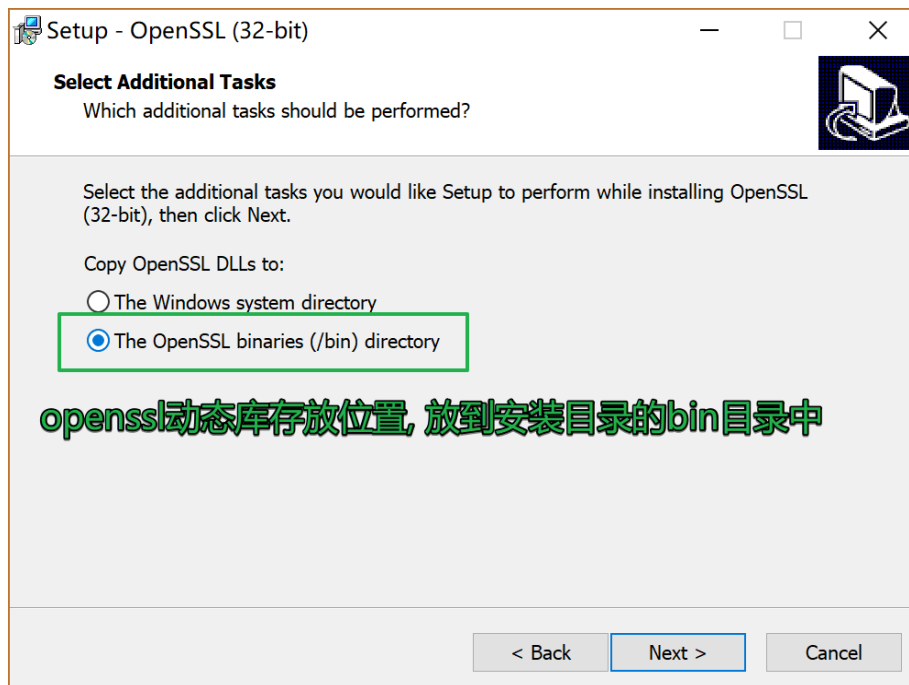 Setup - OpenSSL (32-bit)
Select Additional Tasks
Which additional tasks should be performed?
Select the additional tasks you would like Setup to perform while installing OpenSSL
(32-bit), then click Next.
Copy OpenSSL DLLs to:
The Windows system directory
The OpenSSL binaries (/bin) directory
openssl动态库存放位置, 放到安装目录的bin目录中
< Back
Next >
Cancel